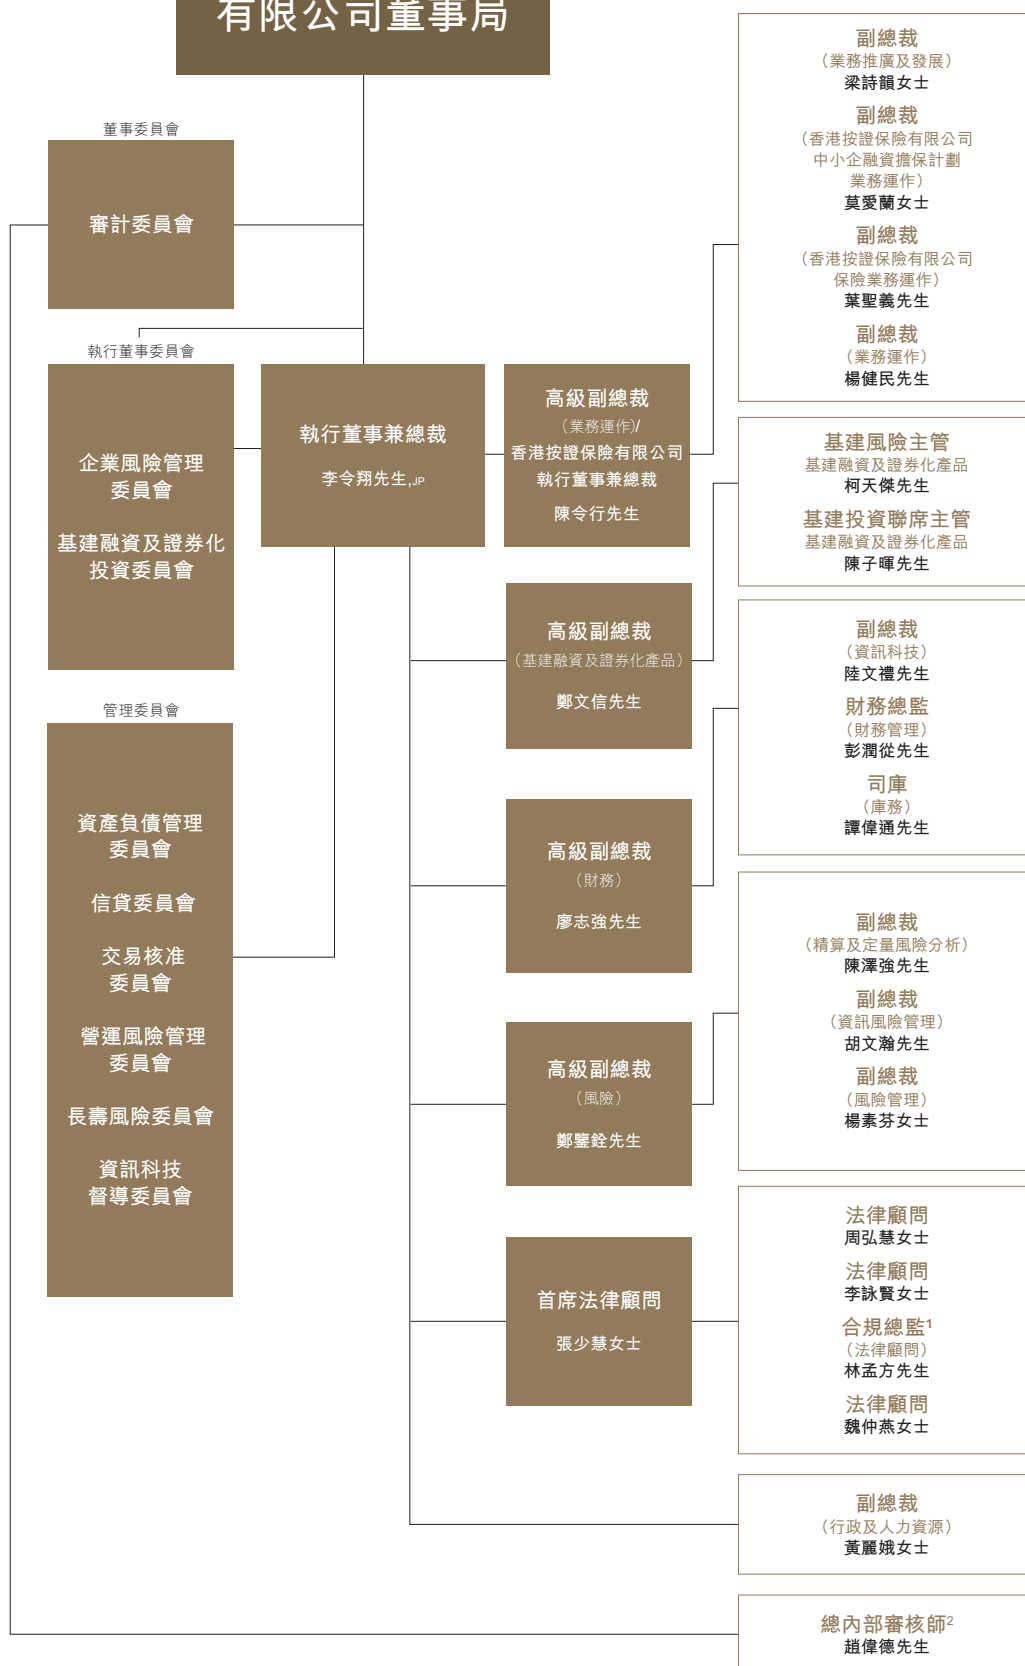 有限公司董事局
董事委員會
審計委員會
執行董事委員會
企業風險管理
委員會
基建融資及證券化
投資委員會
管理委員會
資產負債管理
委員會
信貸委員會
交易核准
委員會
營運風險管理
委員會
長壽風險委員會
資訊科技
督導委員會
執行董事兼總裁
李令翔先生,JP
高級副總裁
（業務運作）/
香港按證保險有限公司
執行董事兼總裁
陳令行先生
高級副總裁
（基建融資及證券化產品）
鄭文信先生
高級副總裁
（財務）
廖志強先生
高級副總裁
（風險）
鄭鑒銓先生
首席法律顧問
張少慧女士
副總裁
（業務推廣及發展）
梁詩韻女士
副總裁
（香港按證保險有限公司
中小企融資擔保計劃
業務運作）
莫愛蘭女士
副總裁
（香港按證保險有限公司
保險業務運作）
葉聖義先生
副總裁
（業務運作）
楊健民先生
基建風險主管
基建融資及證券化產品
柯天傑先生
基建投資聯席主管
基建融資及證券化產品
陳子暉先生
副總裁
（資訊科技）
陸文禮先生
財務總監
（財務管理）
彭潤從先生
司庫
（庫務）
譚偉通先生
副總裁
（精算及定量風險分析）
陳澤強先生
副總裁
（資訊風險管理）
胡文瀚先生
副總裁
（風險管理）
楊素芬女士
法律顧問
周弘慧女士
法律顧問
李詠賢女士
合規總監¹
（法律顧問）
林孟方先生
法律顧問
魏仲燕女士
副總裁
（行政及人力資源）
黃麗娥女士
總內部審核師²
趙偉德先生